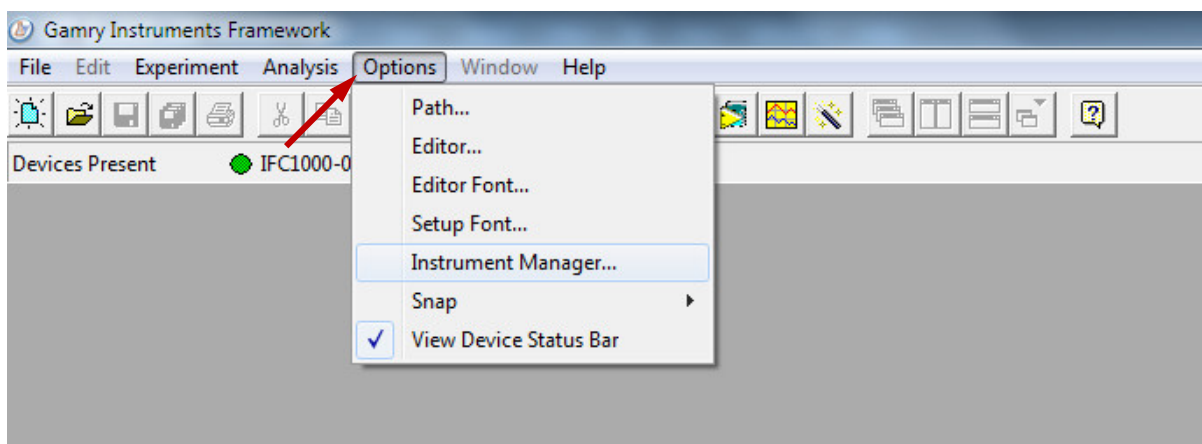 Gamry Instruments Framework
File Edit Experiment Analysis Options Window Help
Devices Present IFC1000-0
Path...
Editor...
Editor Font...
Setup Font...
Instrument Manager...
Snap
View Device Status Bar